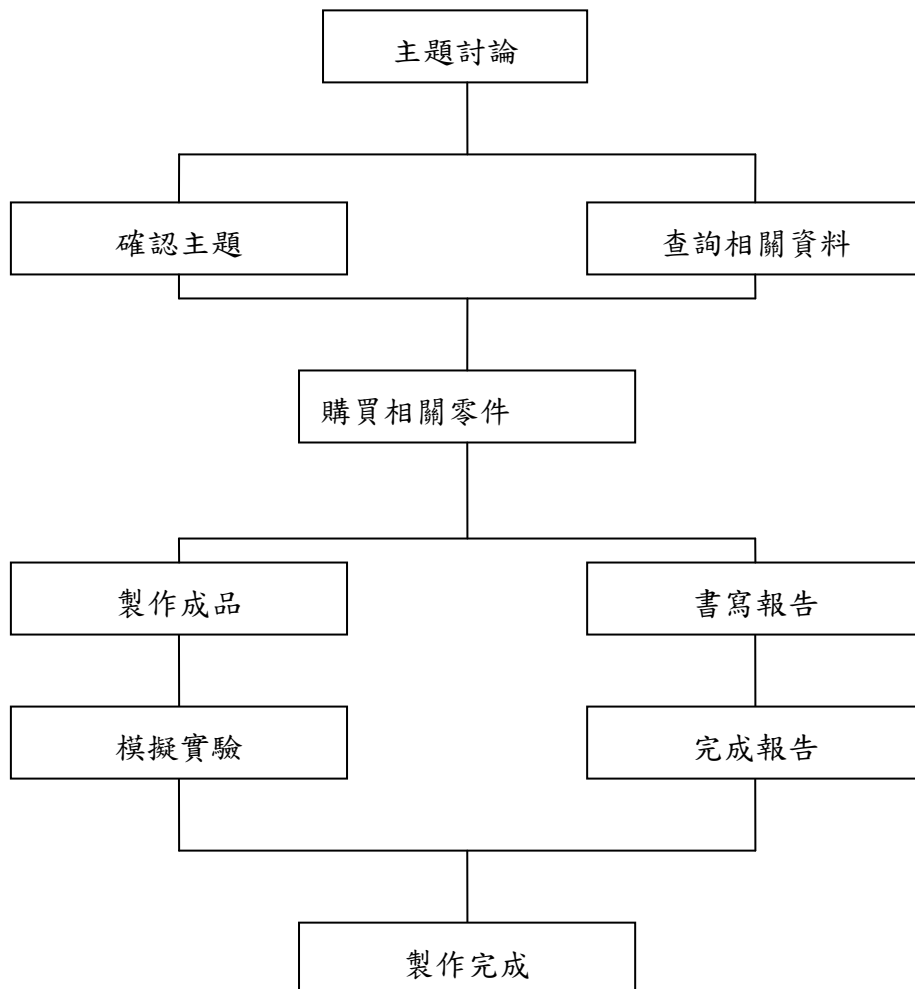 主題討論
確認主題
查詢相關資料
購買相關零件
製作成品
書寫報告
模擬實驗
完成報告
製作完成